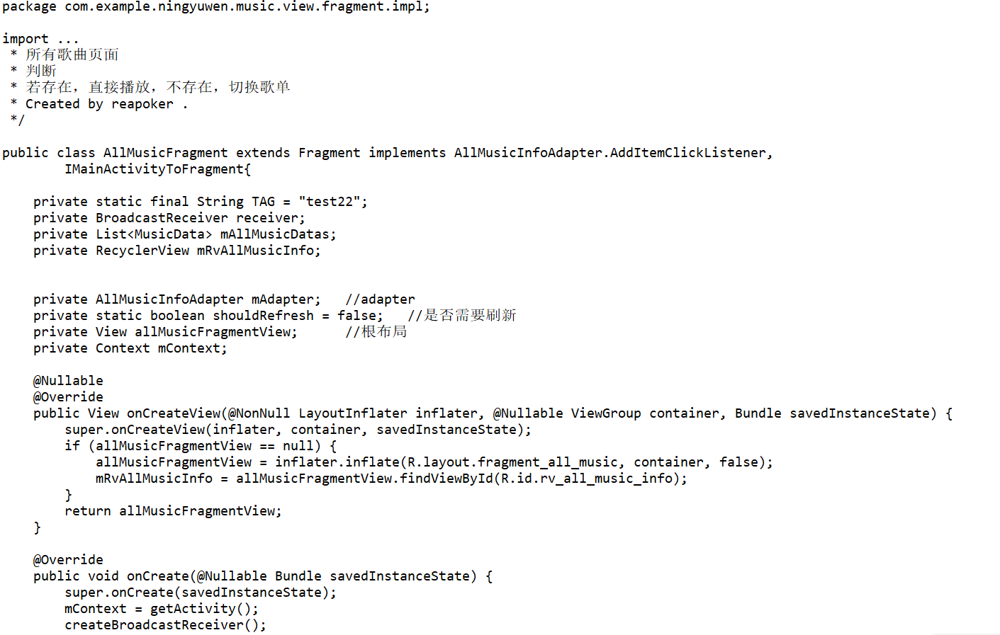 package com.example.ningyuwen.music.view.fragment.impl;
import ...
* 所有歌曲页面
* 判断
* 若存在，直接播放，不存在，切换歌单
* Created by reapoker .
*/
public class AllMusicFragment extends Fragment implements AllMusicInfoAdapter.AddItemClickListener,
IMainActivityToFragment{
private static final String TAG = "test22";
private BroadcastReceiver receiver;
private List<MusicData> mAllMusicDatas;
private RecyclerView mRvAllMusicInfo;
private AllMusicInfoAdapter mAdapter;   //adapter
private static boolean shouldRefresh = false;   //是否需要刷新
private View allMusicFragmentView;      //根布局
private Context mContext;
@Nullable
@Override
public View onCreateView(@NonNull LayoutInflater inflater, @Nullable ViewGroup container, Bundle savedInstanceState) {
super.onCreateView(inflater, container, savedInstanceState);
if (allMusicFragmentView == null) {
allMusicFragmentView = inflater.inflate(R.layout.fragment_all_music, container, false);
mRvAllMusicInfo = allMusicFragmentView.findViewById(R.id.rv_all_music_info);
}
return allMusicFragmentView;
}
@Override
public void onCreate(@Nullable Bundle savedInstanceState) {
super.onCreate(savedInstanceState);
mContext = getActivity();
createBroadcastReceiver();